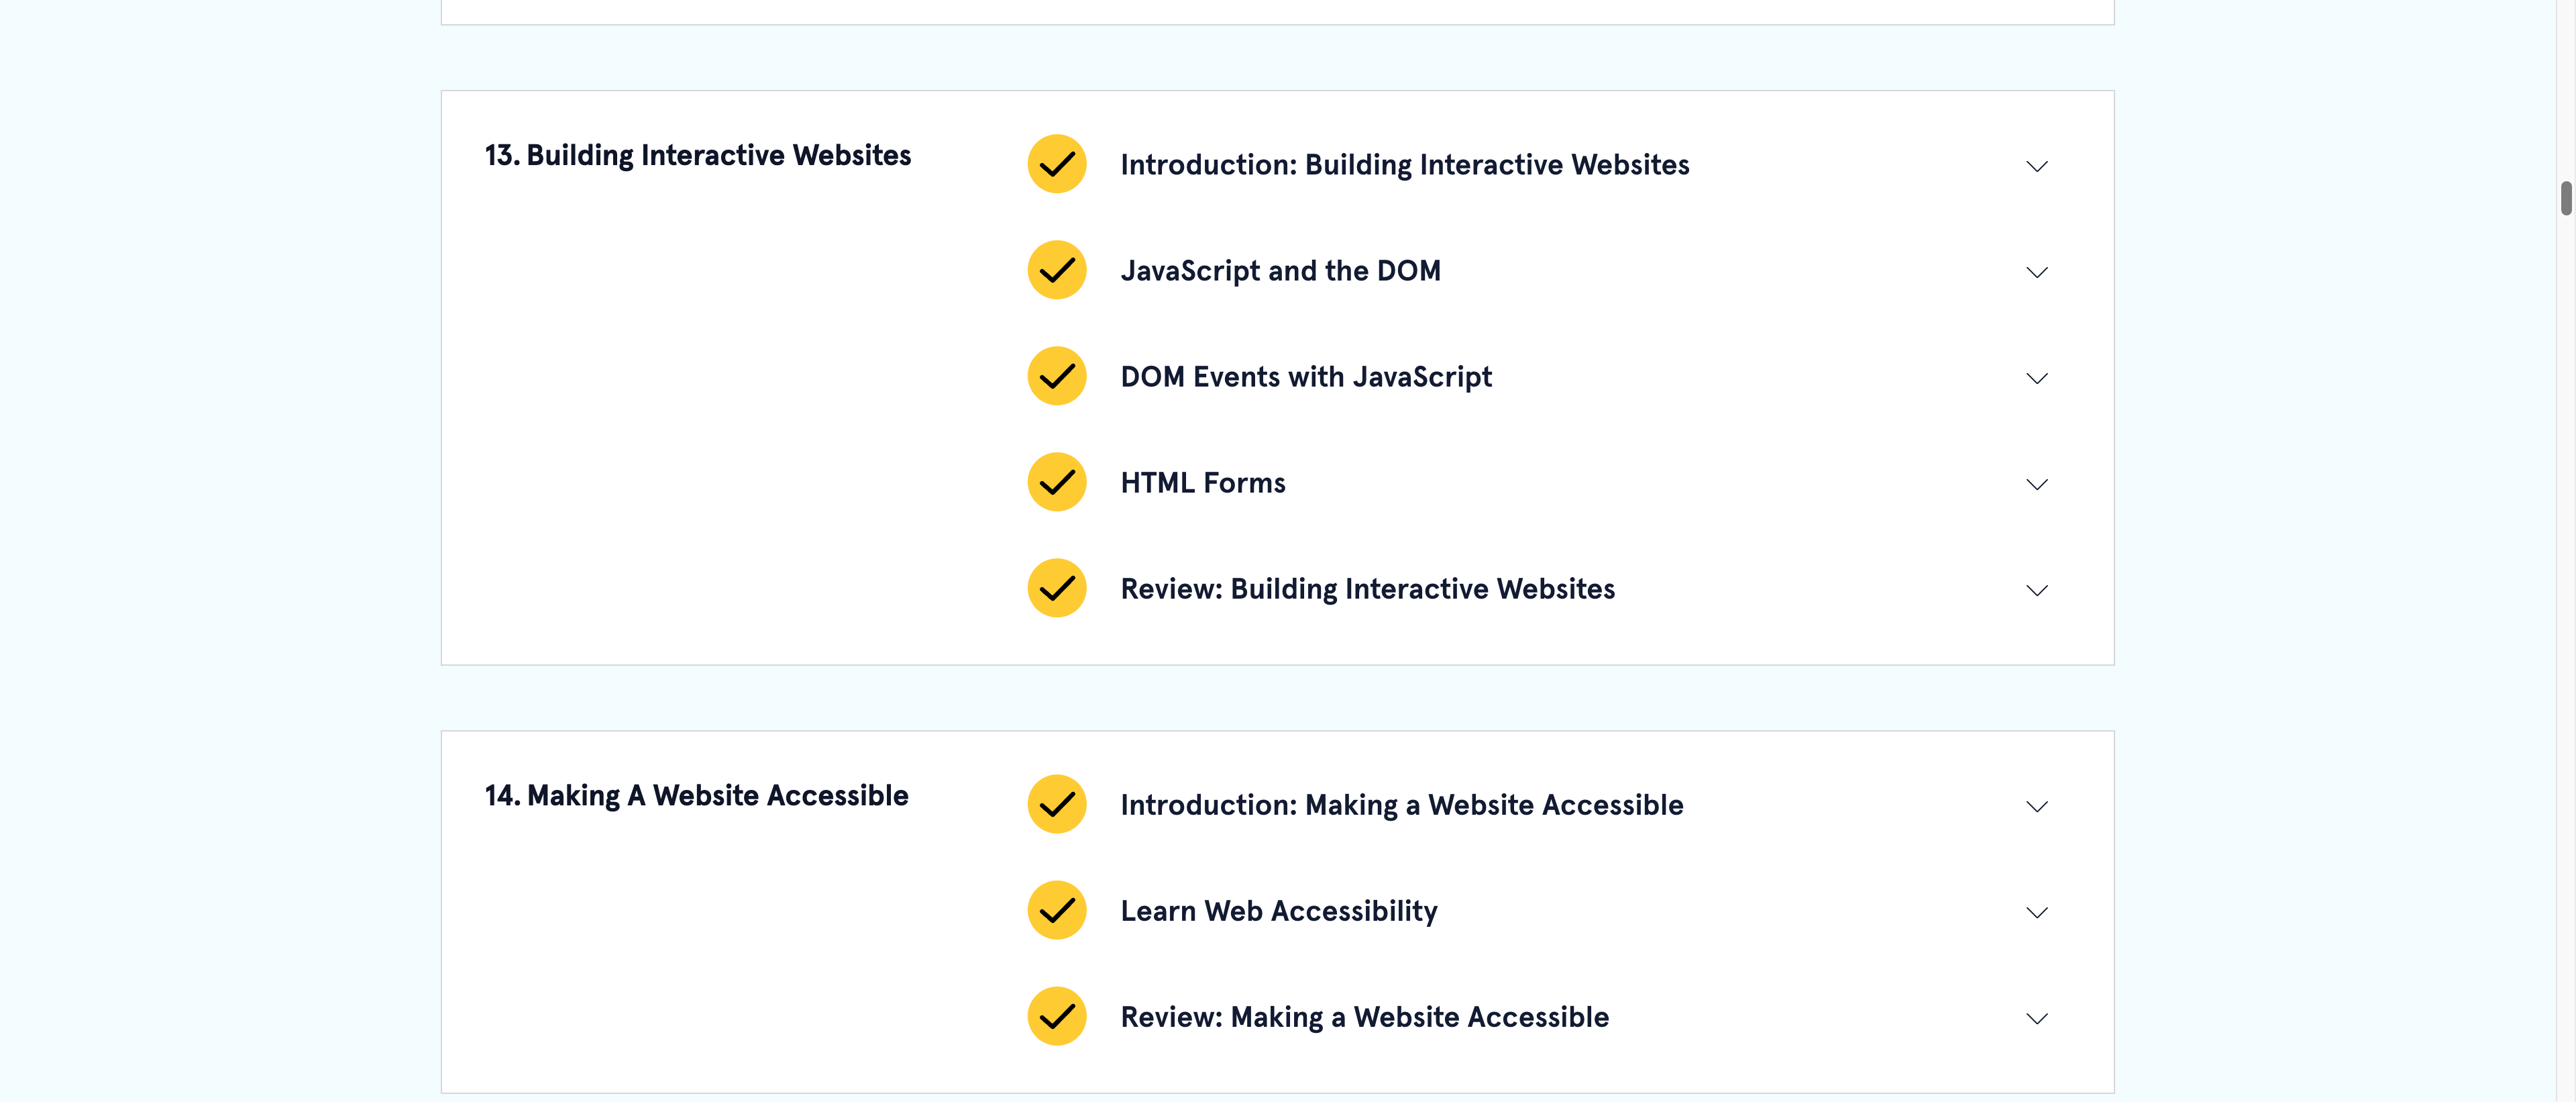 13. Building Interactive Websites
Introduction: Building Interactive Websites
JavaScript and the DOM
DOM Events with JavaScript
HTML Forms
Review: Building Interactive Websites
14. Making A Website Accessible
Introduction: Making a Website Accessible
Learn Web Accessibility
Review: Making a Website Accessible